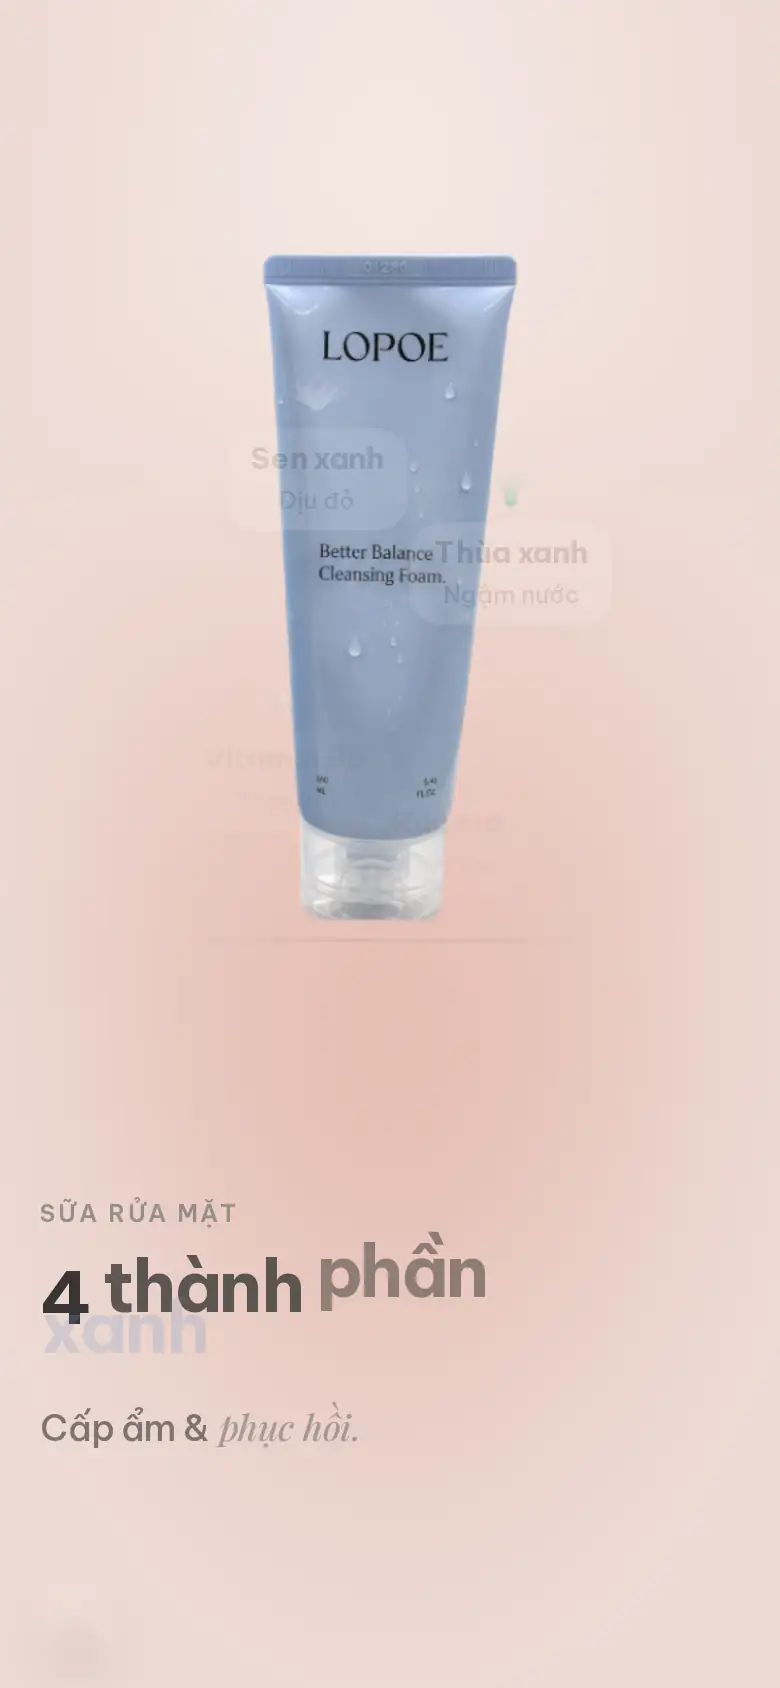 LOPOE
Sen xanh
Dịu đỏ
Better Balance
Cleansing Foam.
Thùa xanh
Ngậm nước
SỮA RỬA MẶT
4 thành phần
xanh
Cấp ẩm & phục hồi.